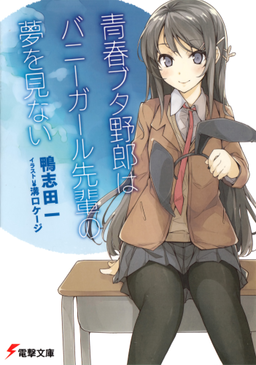 青春ブタ野郎は
バニーガール先輩の
夢を見ない
鴨志田 一
イラスト● 溝口ケージ
電撃文庫